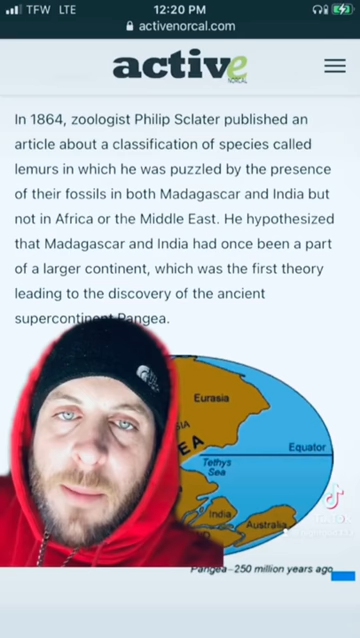 TFW LTE 12:20 PM
activenorcal.com
active
NORCAL
In 1864, zoologist Philip Sclater published an
article about a classification of species called
lemurs in which he was puzzled by the presence
of their fossils in both Madagascar and India but
not in Africa or the Middle East. He hypothesized
that Madagascar and India had once been a part
of a larger continent, which was the first theory
leading to the discovery of the ancient
supercontinent Pangea.
Eurasia
EA
Equator
Tethys
Sea
India
Australia
Pangea–250 million years ago